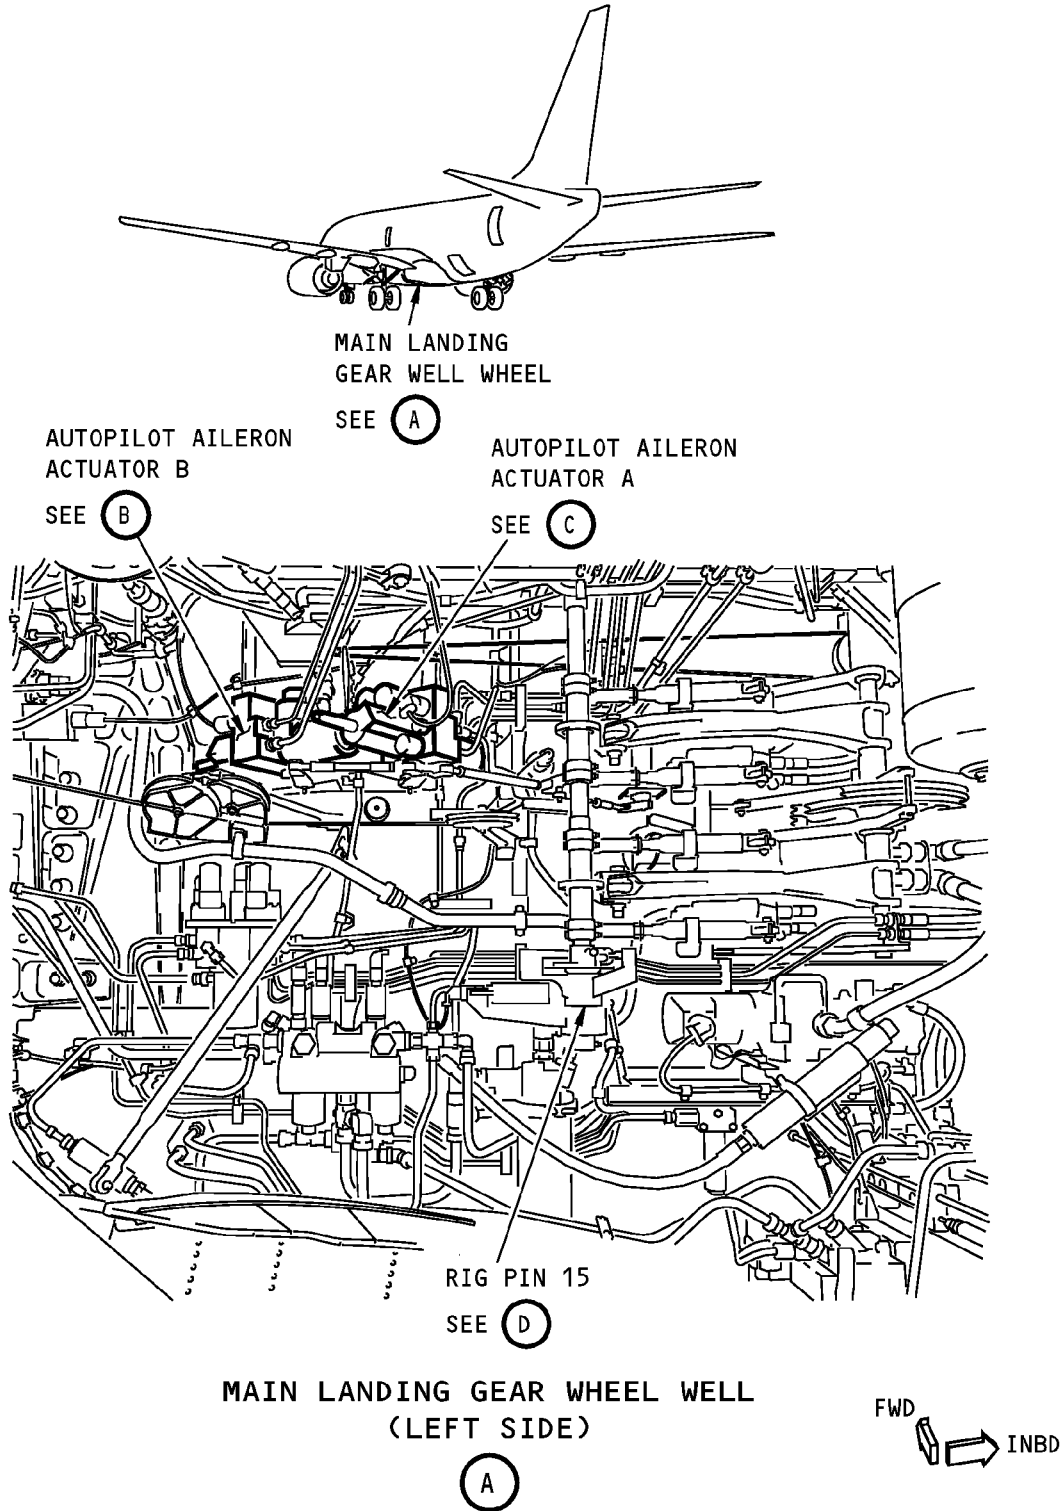 MAIN LANDING
GEAR WELL WHEEL
SEE A
AUTOPILOT AILERON
ACTUATOR B
SEE B
AUTOPILOT AILERON
ACTUATOR A
SEE C
RIG PIN 15
SEE D
MAIN LANDING GEAR WHEEL WELL
(LEFT SIDE)
A
FWD
INBD